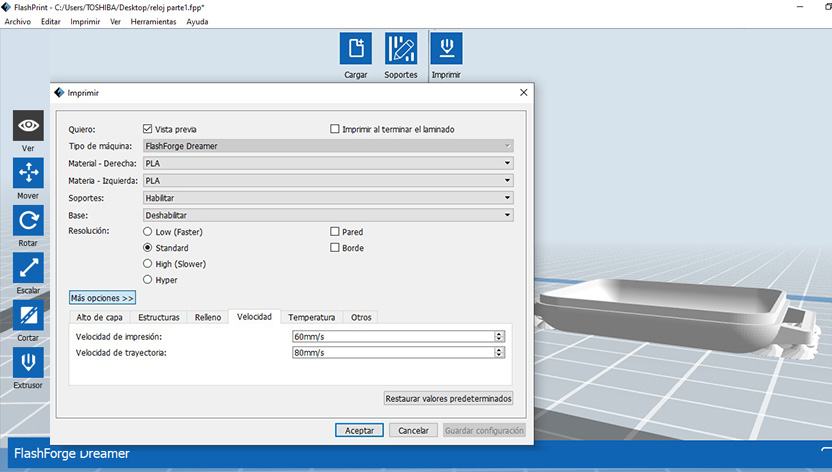 FlashPrint - C:/Users/TOSHIBA/Desktop/reloj parte1.fpp*
Archivo Editar Imprimir Ver Herramientas Ayuda
Cargar Soportes Imprimir
Imprimir
Quiero: Vista previa Imprimir al terminar el laminado
Tipo de máquina: FlashForge Dreamer
Material - Derecha: PLA
Materia - Izquierda: PLA
Soportes: Habilitar
Base: Deshabilitar
Resolución: Low (Faster) Pared
Standard Borde
High (Slower)
Hyper
Más opciones >>
Alto de capa Estructuras Relleno Velocidad Temperatura Otros
Velocidad de impresión: 60mm/s
Velocidad de trayectoria: 80mm/s
Restaurar valores predeterminados
Aceptar Cancelar Guardar configuración
Ver
Mover
Rotar
Escalar
Cortar
Extrusor
FlashForge Dreamer